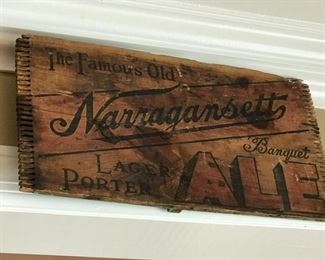 The Famous Old
Narragansett
Banquet
LAGER
PORTER
ALE